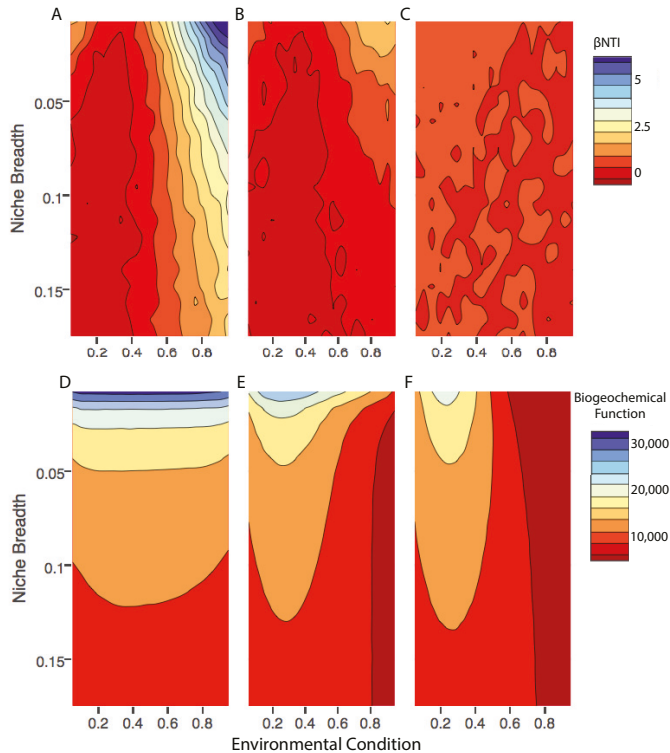 A
B
C
βNTI
5
2.5
0
Niche Breadth
0.05
0.1
0.15
0.2 0.4 0.6 0.8
0.2 0.4 0.6 0.8
0.2 0.4 0.6 0.8
D
E
F
Biogeochemical
Function
30,000
20,000
10,000
Niche Breadth
0.05
0.1
0.15
0.2 0.4 0.6 0.8
0.2 0.4 0.6 0.8
0.2 0.4 0.6 0.8
Environmental Condition